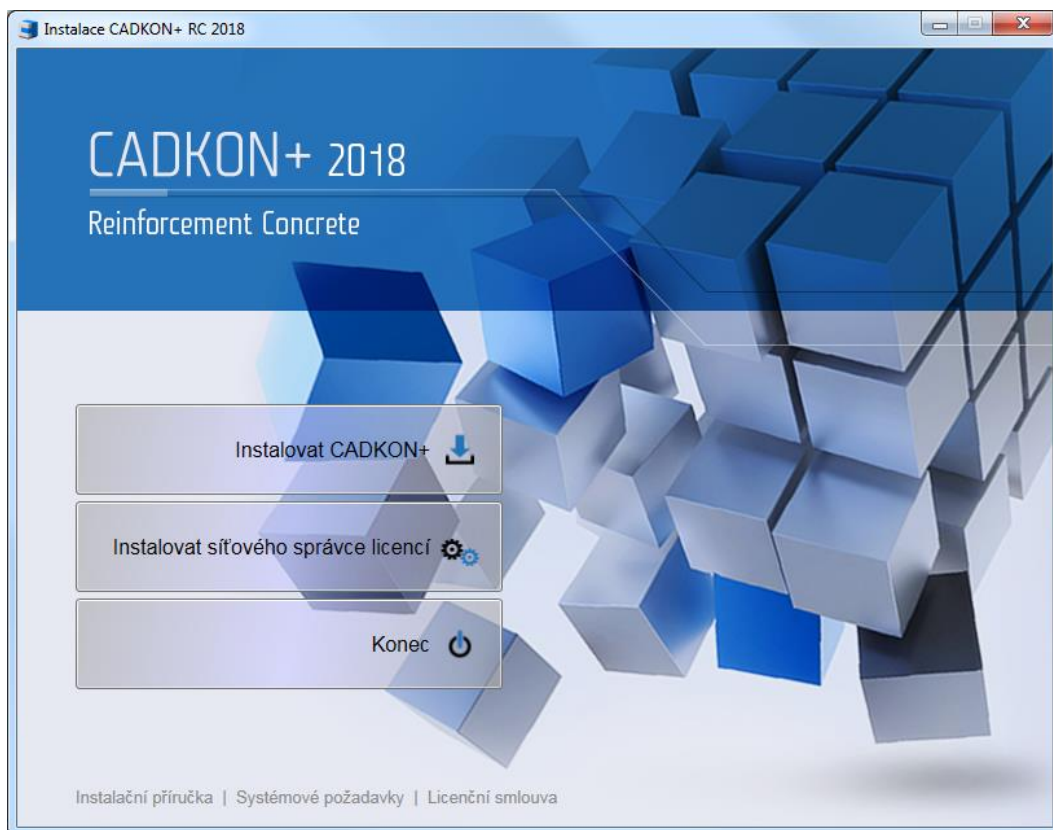 Instalace CADKON+ RC 2018
CADKON+ 2018
Reinforcement Concrete
Instalovat CADKON+
Instalovat síťového správce licencí
Konec
Instalační příručka | Systémové požadavky | Licenční smlouva